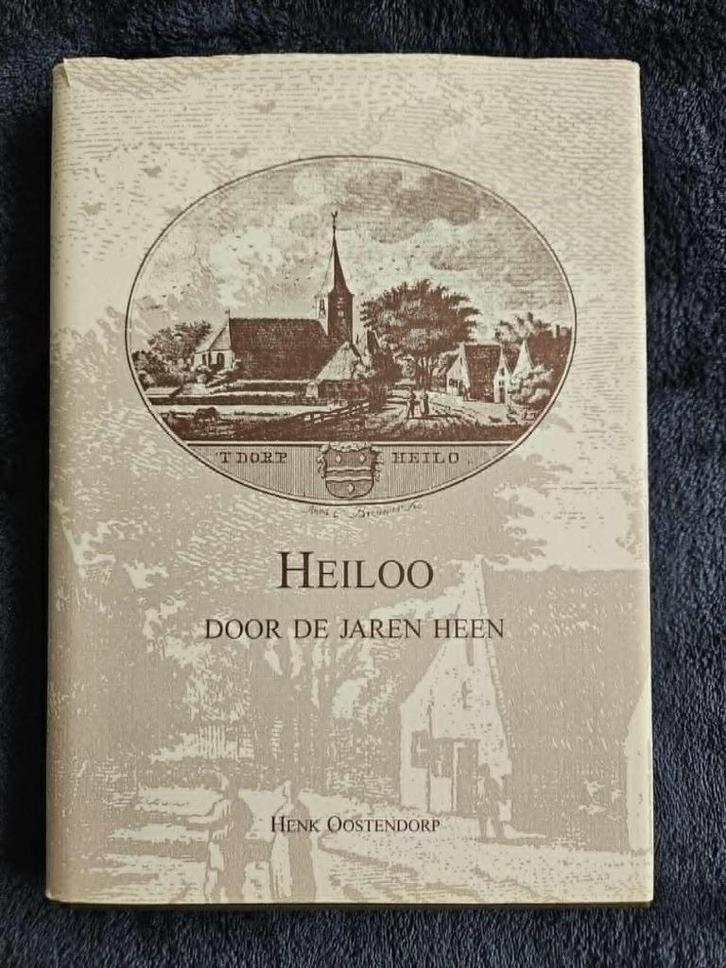 'T DORP HEILO.
HEILOO
DOOR DE JAREN HEEN
HENK OOSTENDORP